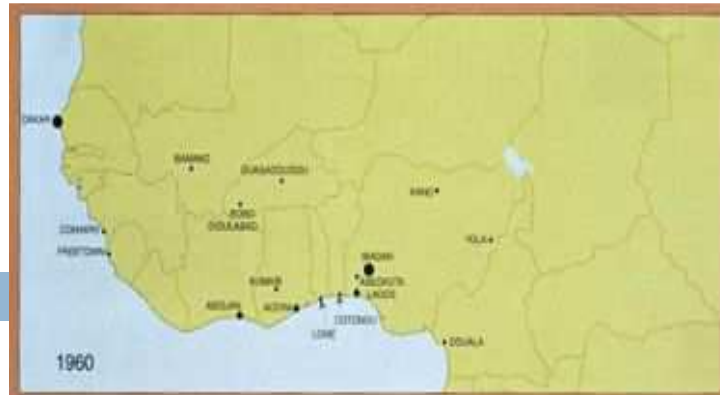 DAKAR
BAMAKO
OUAGADOUGOU
KANO
BOBO
DIOULASSO
CONAKRY
YOLA
FREETOWN
IBADAN
KUMASI
ABEOKUTA
ABIDJAN
ACCRA
LAGOS
COTONOU
LOME
DOUALA
1960